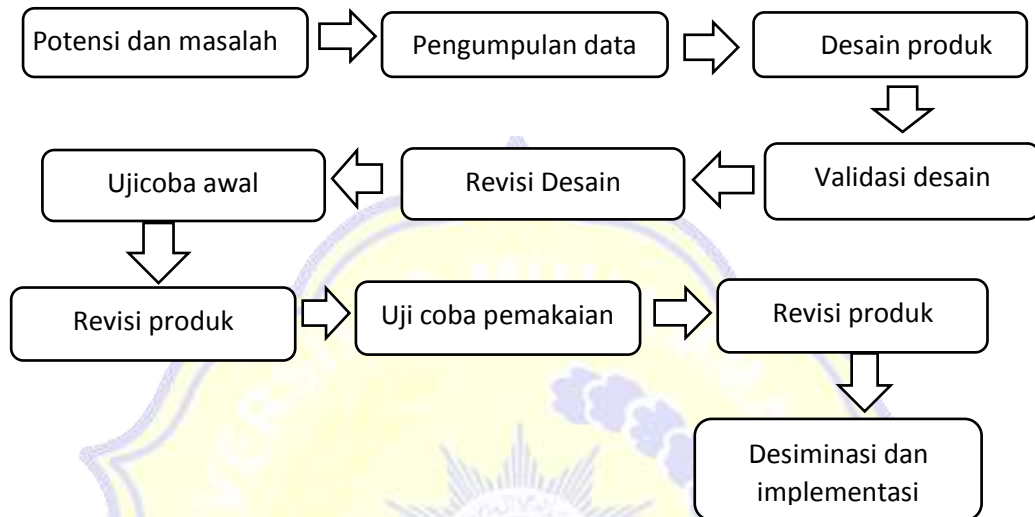 Potensi dan masalah
Pengumpulan data
Desain produk
Validasi desain
Revisi Desain
Ujicoba awal
Revisi produk
Uji coba pemakaian
Revisi produk
Desiminasi dan
implementasi